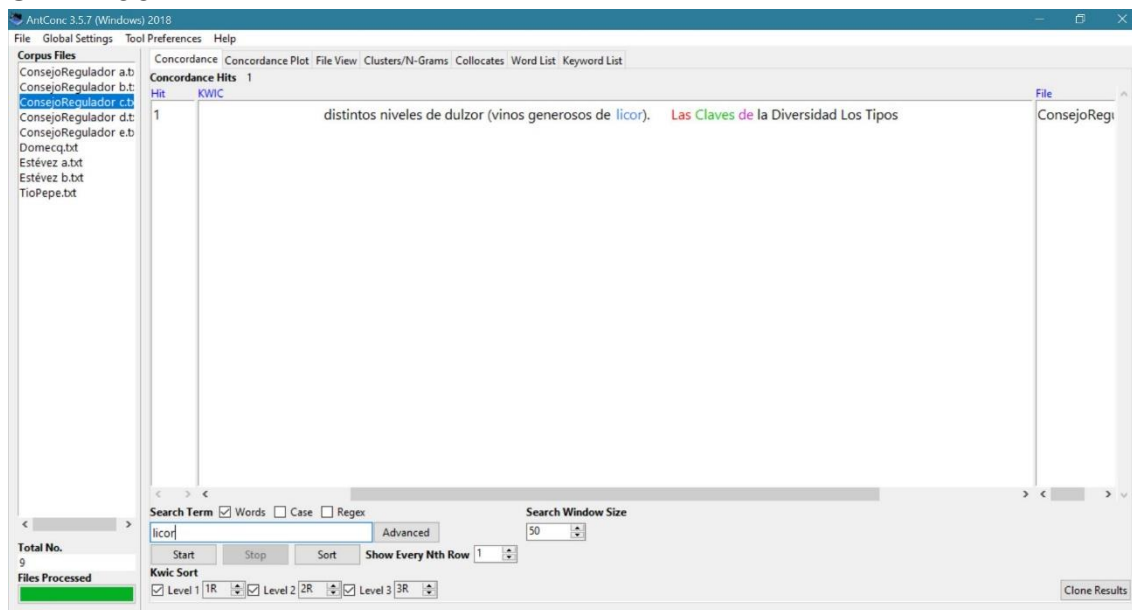 AntConc 3.5.7 (Windows) 2018
File Global Settings Tool Preferences Help
Corpus Files
ConsejoRegulador a.tx
ConsejoRegulador b.t:
ConsejoRegulador c.tx
ConsejoRegulador d.t:
ConsejoRegulador e.tx
Domecq.txt
Estévez a.txt
Estévez b.txt
TioPepe.txt
Total No.
9
Files Processed
Concordance Concordance Plot File View Clusters/N-Grams Collocates Word List Keyword List
Concordance Hits 1
Hit KWIC File
1 distintos niveles de dulzor (vinos generosos de licor). Las Claves de la Diversidad Los Tipos ConsejoRegu
Search Term Words Case Regex Search Window Size
licor Advanced 50
Start Stop Sort Show Every Nth Row 1
Kwic Sort
Level 1 1R Level 2 2R Level 3 3R Clone Results